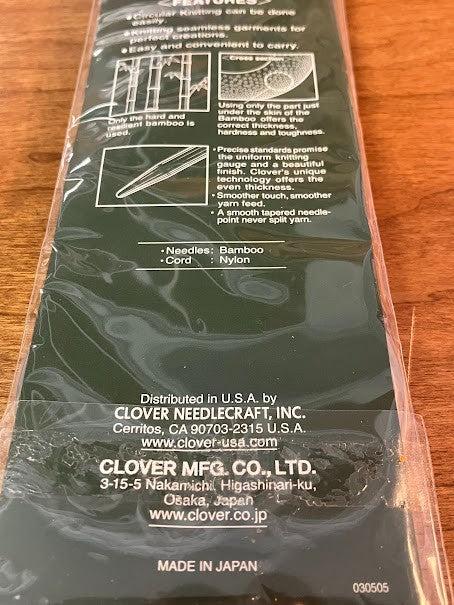 FEATURES
• Circular Knitting can be done
easily.
• Knitting seamless garments for
perfect creations.
• Easy and convenient to carry.
Cross section
Only the hard and
resilient bamboo is
used.
Using only the part just
under the skin of the
Bamboo offers the
correct thickness,
hardness and toughness.
• Precise standards promise
the uniform knitting
gauge and a beautiful
finish. Clover's unique
technology offers the
even thickness.
• Smoother touch, smoother
yarn feed.
• A smooth tapered needle-
point never split yarn.
• Needles : Bamboo
• Cord : Nylon
Distributed in U.S.A. by
CLOVER NEEDLECRAFT, INC.
Cerritos, CA 90703-2315 U.S.A.
www.clover-usa.com
CLOVER MFG. CO., LTD.
3-15-5 Nakamichi, Higashinari-ku,
Osaka, Japan
www.clover.co.jp
MADE IN JAPAN
030505